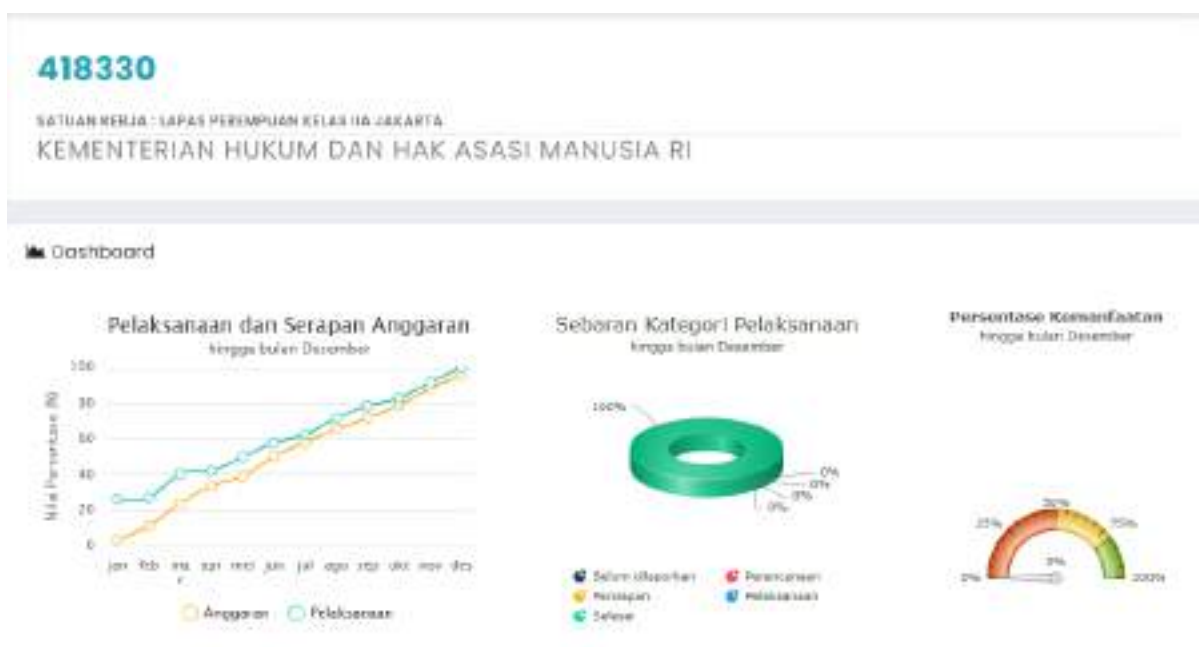 418330
SATUAN KERJA : LAPAS PEREMPUAN KELAS IIA JAKARTA
KEMENTERIAN HUKUM DAN HAK ASASI MANUSIA RI
Dashboard
Pelaksanaan dan Serapan Anggaran
hingga bulan Desember
Nilai Persentase (%)
100
80
60
40
20
0
jan feb mar apr mei jun jul agu sep okt nov des
Anggaran Pelaksanaan
Sebaran Kategori Pelaksanaan
hingga bulan Desember
100%
0%
0%
0%
0%
Belum dilaporkan Perencanaan
Persiapan Pelaksanaan
Selesai
Persentase Kemanfaatan
hingga bulan Desember
50%
25% 75%
0% 0% 100%